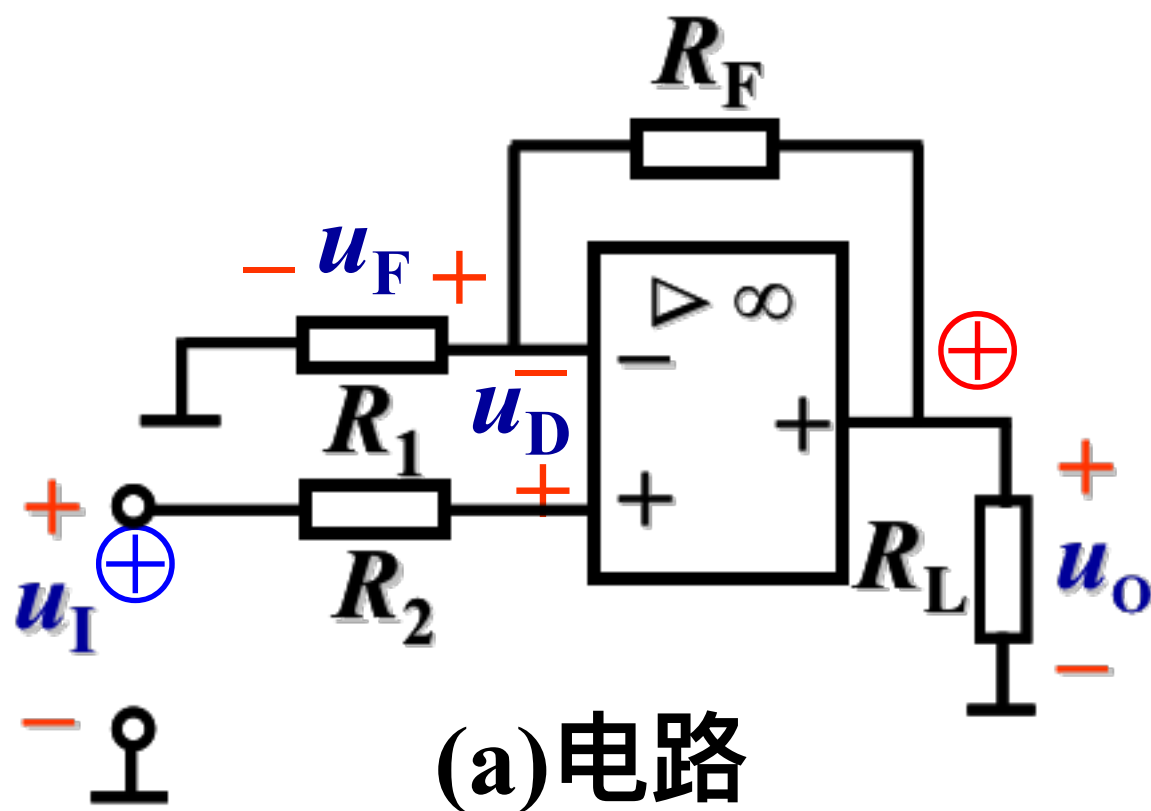 R_F
− u_F +
▷ ∞
−
R_1
−
u_D
+
+
⊕
+
+
R_2
⊕
u_I
−
R_L
+
u_O
−
(a)电路